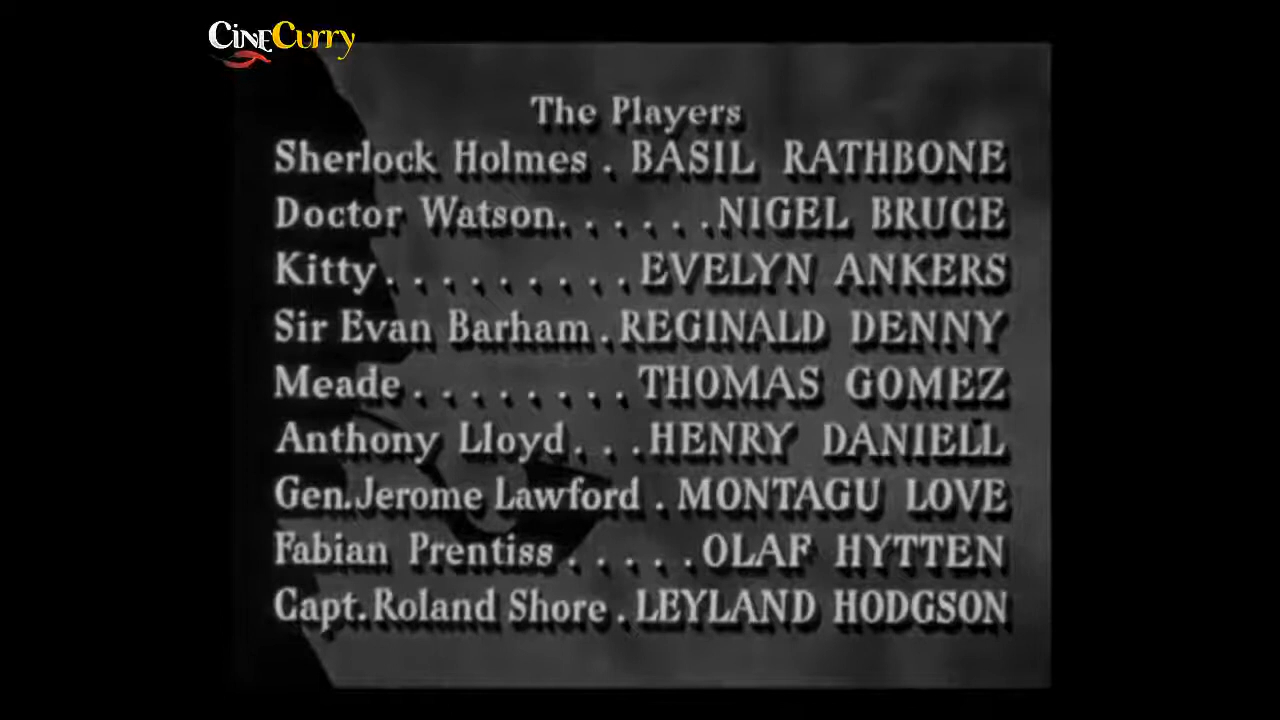 CineCurry
The Players
Sherlock Holmes . BASIL RATHBONE
Doctor Watson. . . . . . NIGEL BRUCE
Kitty . . . . . . . . . EVELYN ANKERS
Sir Evan Barham . REGINALD DENNY
Meade . . . . . . . . THOMAS GOMEZ
Anthony Lloyd . . . HENRY DANIELL
Gen. Jerome Lawford . MONTAGU LOVE
Fabian Prentiss . . . . . OLAF HYTTEN
Capt. Roland Shore . LEYLAND HODGSON